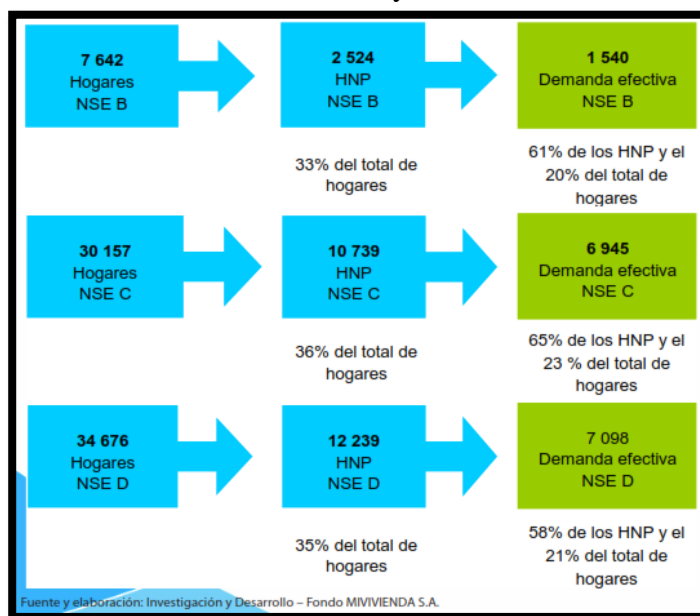 7 642
Hogares
NSE B
2 524
HNP
NSE B
1 540
Demanda efectiva
NSE B
33% del total de
hogares
61% de los HNP y el
20% del total de
hogares
30 157
Hogares
NSE C
10 739
HNP
NSE C
6 945
Demanda efectiva
NSE C
36% del total de
hogares
65% de los HNP y el
23 % del total de
hogares
34 676
Hogares
NSE D
12 239
HNP
NSE D
7 098
Demanda efectiva
NSE D
35% del total de
hogares
58% de los HNP y el
21% del total de
hogares
Fuente y elaboración: Investigación y Desarrollo – Fondo MIVIVIENDA S.A.